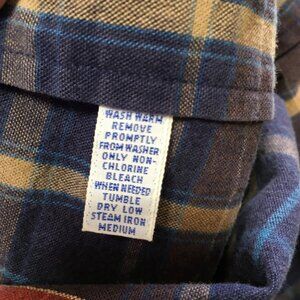 WASH WARM
REMOVE
PROMPTLY
FROM WASHER
ONLY NON-
CHLORINE
BLEACH
WHEN NEEDED
TUMBLE
DRY LOW
STEAM IRON
MEDIUM